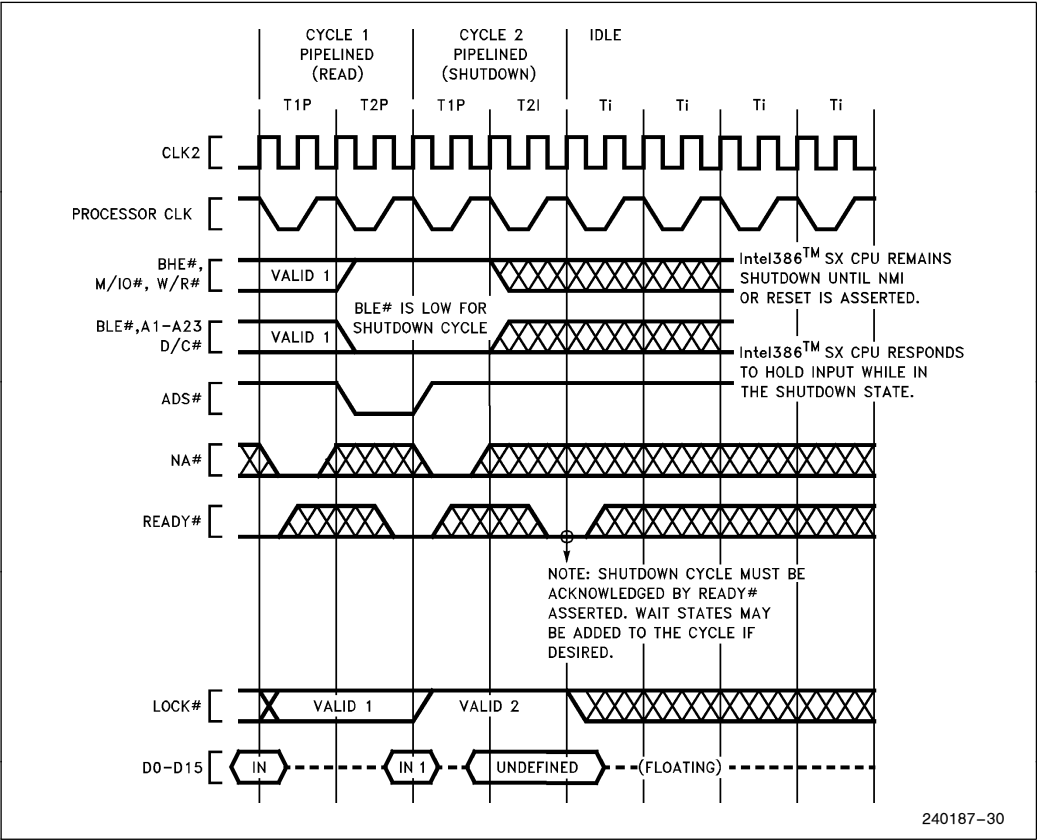 CYCLE 1
PIPELINED
(READ)
CYCLE 2
PIPELINED
(SHUTDOWN)
IDLE
T1P T2P T1P T2I Ti Ti Ti Ti
CLK2
PROCESSOR CLK
BHE#,
M/IO#, W/R#
VALID 1
Intel386™ SX CPU REMAINS
SHUTDOWN UNTIL NMI
OR RESET IS ASSERTED.
BLE# IS LOW FOR
SHUTDOWN CYCLE
BLE#,A1-A23
D/C#
VALID 1
Intel386™ SX CPU RESPONDS
TO HOLD INPUT WHILE IN
THE SHUTDOWN STATE.
ADS#
NA#
READY#
NOTE: SHUTDOWN CYCLE MUST BE
ACKNOWLEDGED BY READY#
ASSERTED. WAIT STATES MAY
BE ADDED TO THE CYCLE IF
DESIRED.
LOCK#
VALID 1 VALID 2
D0-D15
IN IN 1 UNDEFINED (FLOATING)
240187-30